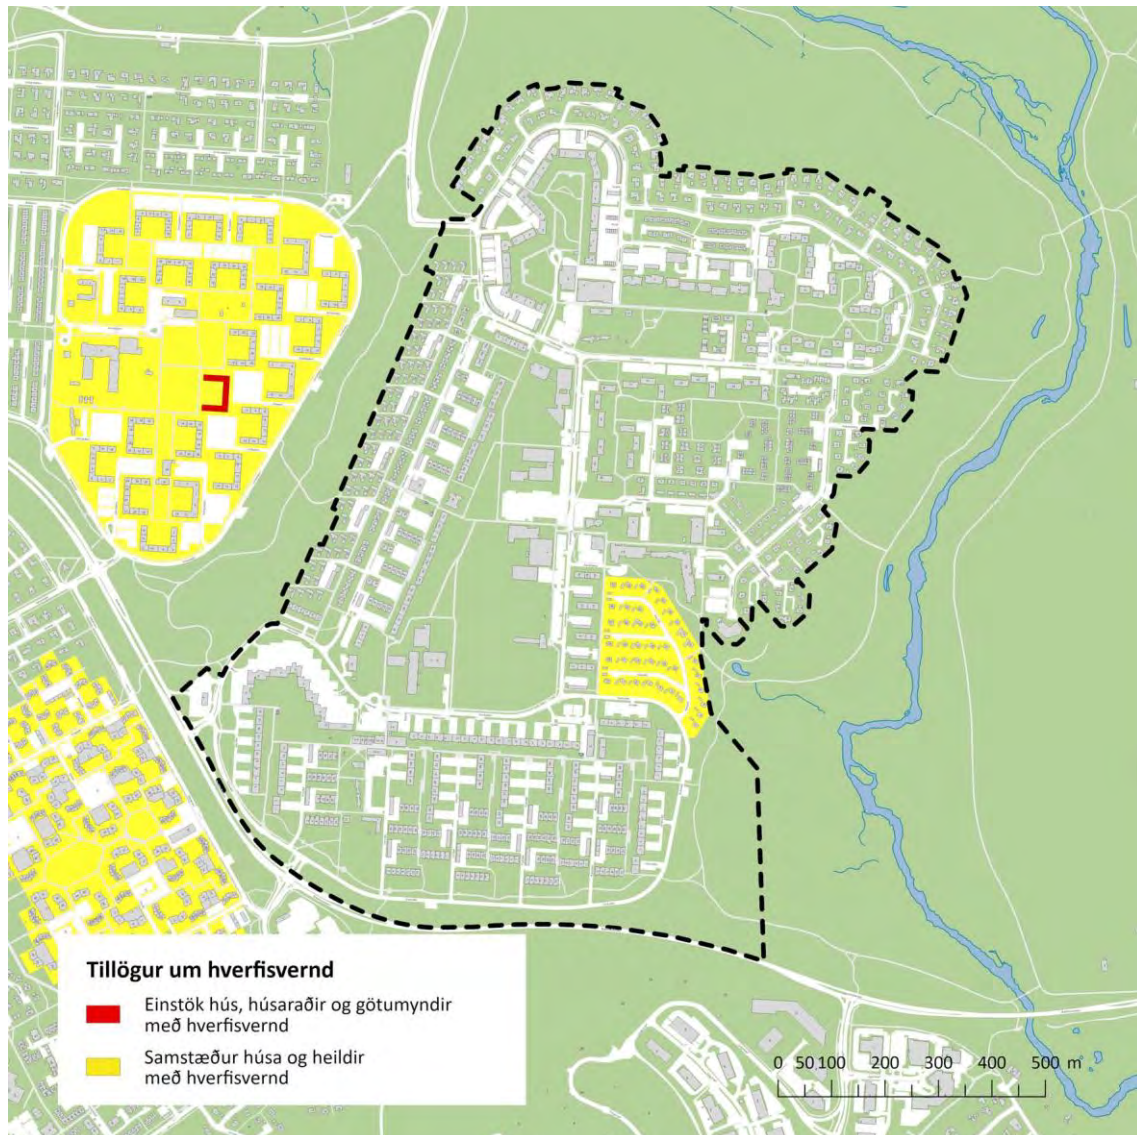 Tillögur um hverfisvernd
Einstök hús, húsaraðir og götumyndir
með hverfisvernd
Samstæður húsa og heildir
með hverfisvernd
0 50 100 200 300 400 500 m